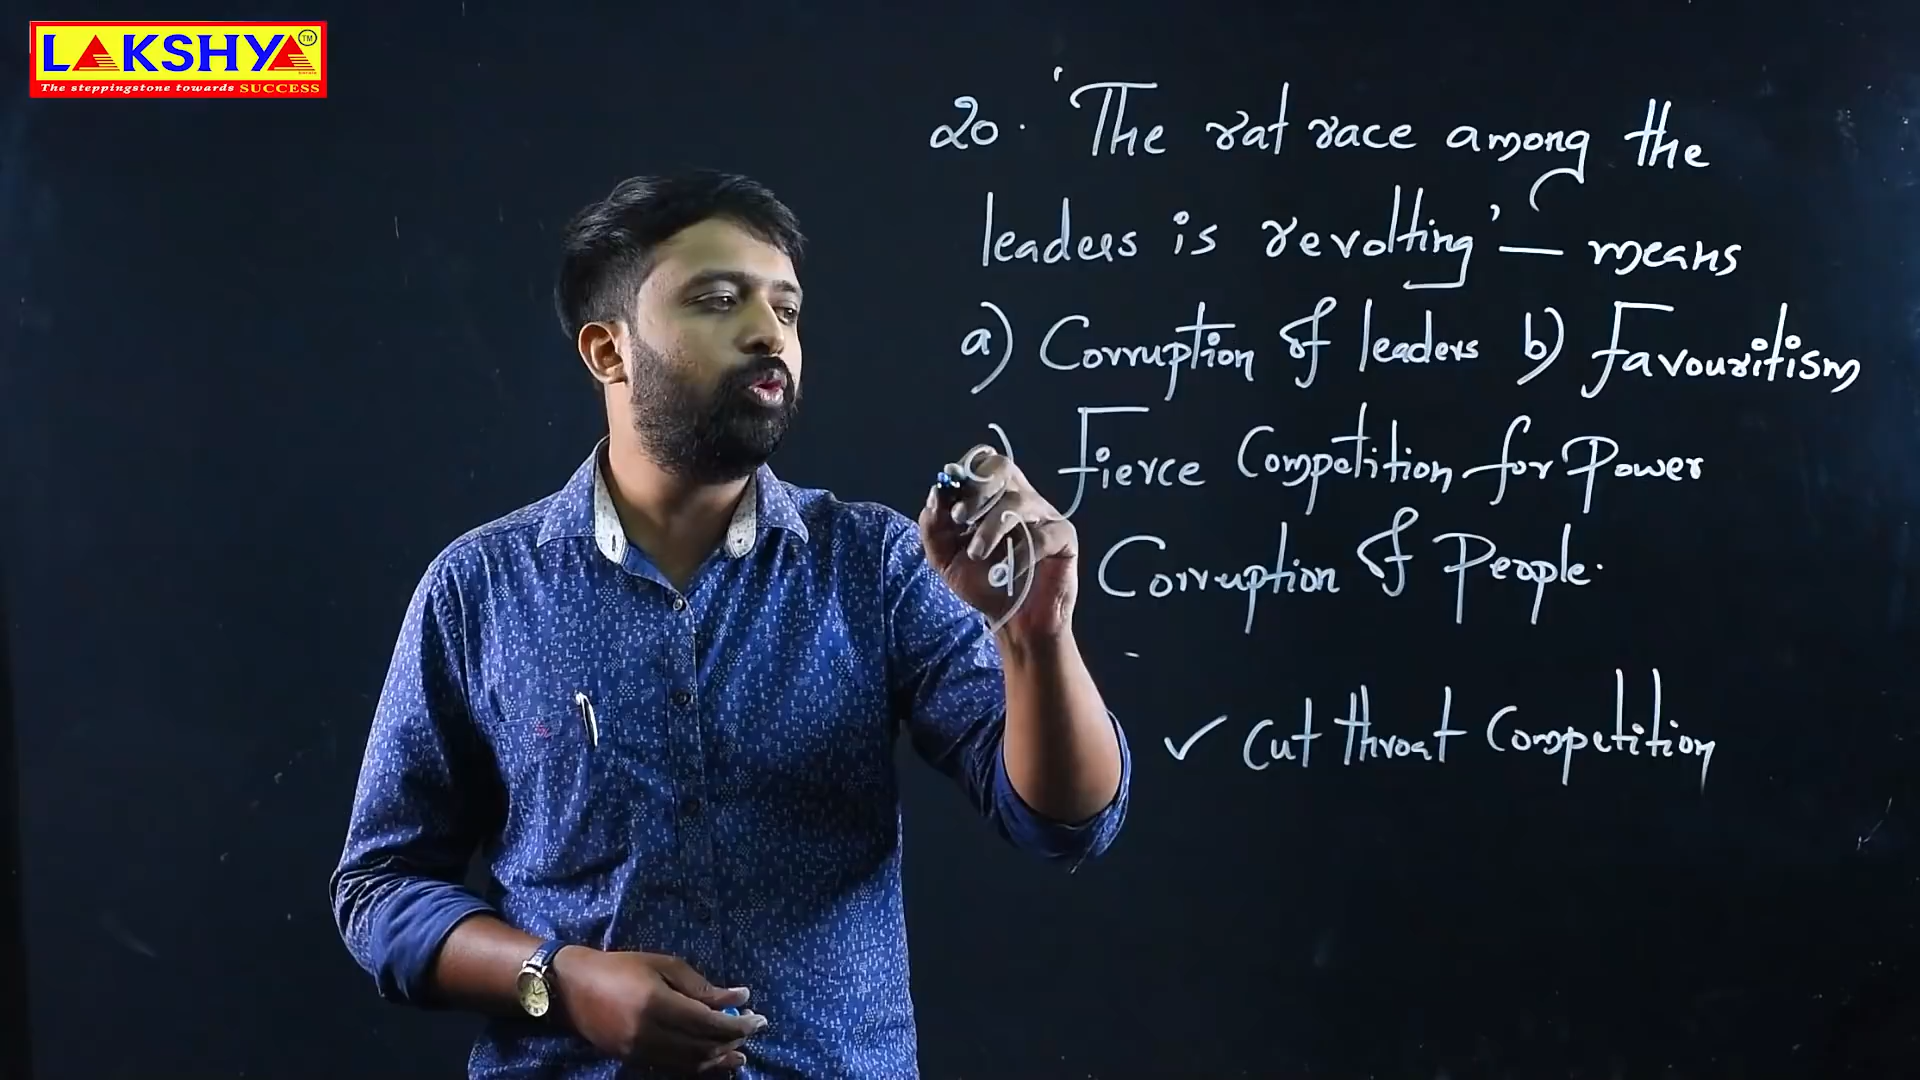 LAKSHYA TM
The steppingstone towards SUCCESS
20. 'The rat race among the
leaders is revolting' — means
a) Corruption of leaders b) Favouritism
c) Fierce Competition for Power
d) Corruption of People.
✓ Cut throat Competition